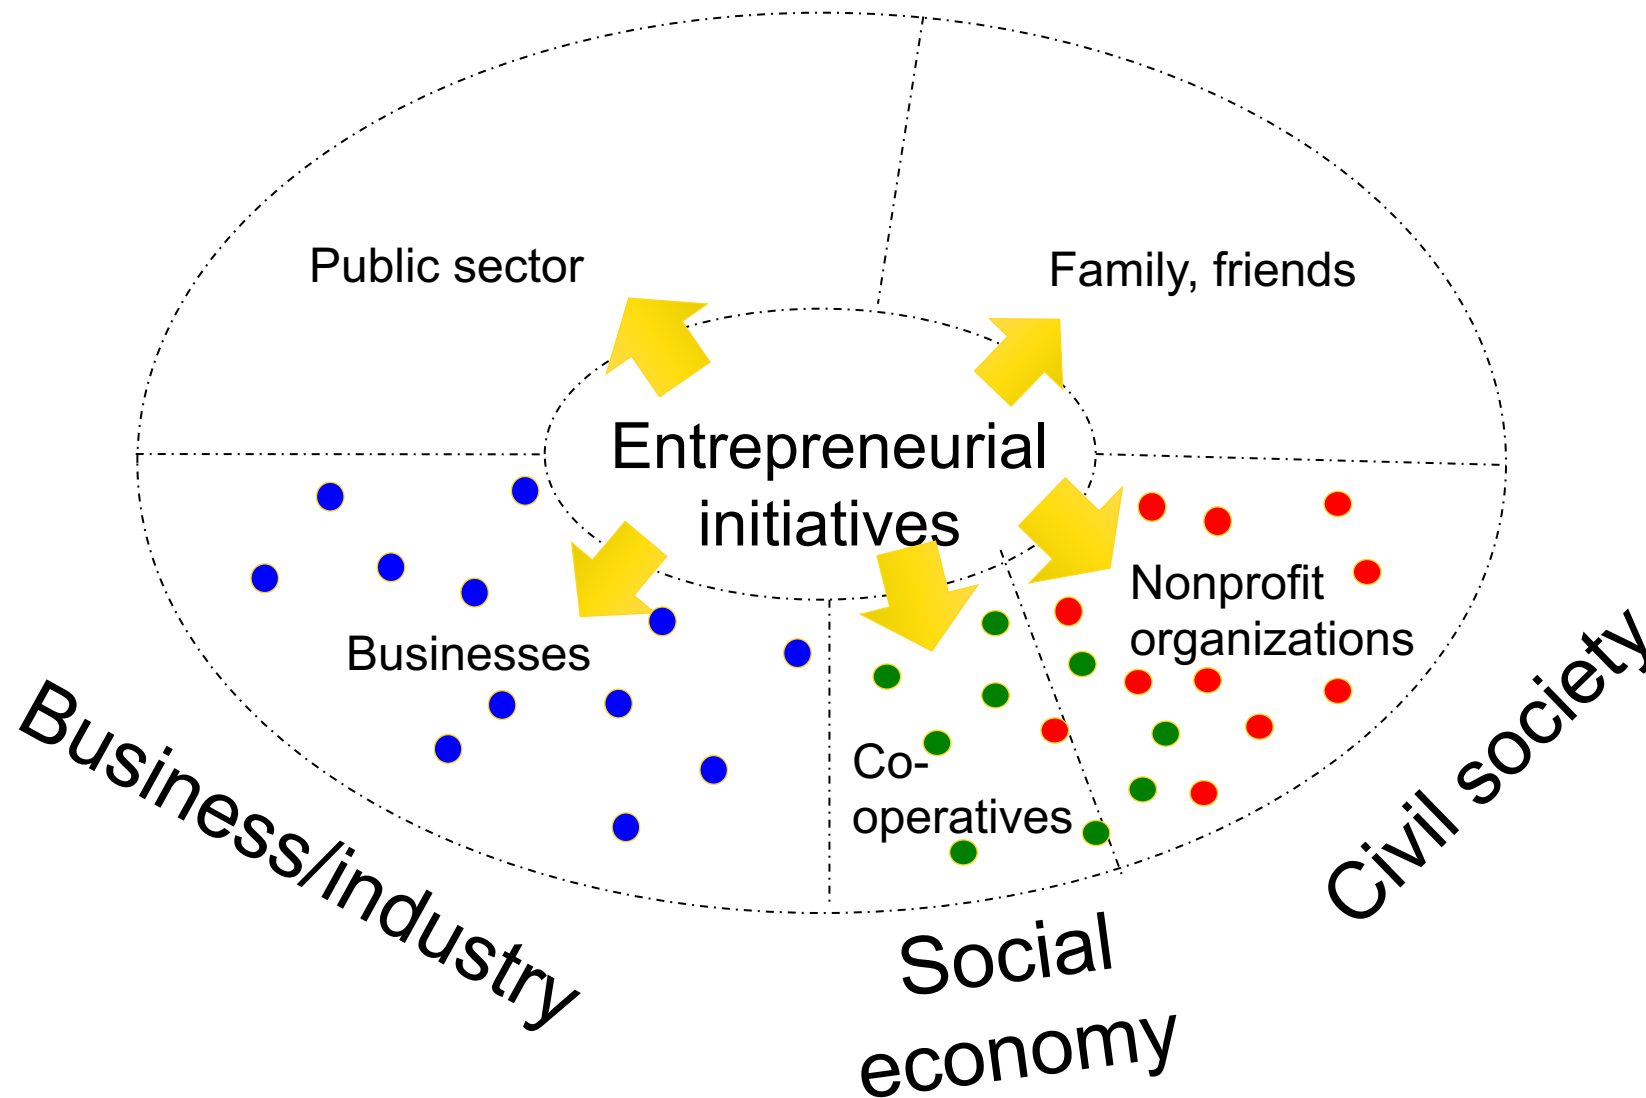 Public sector
Family, friends
Entrepreneurial
initiatives
Businesses
Nonprofit
organizations
Co-
operatives
Business/industry
Social
economy
Civil society